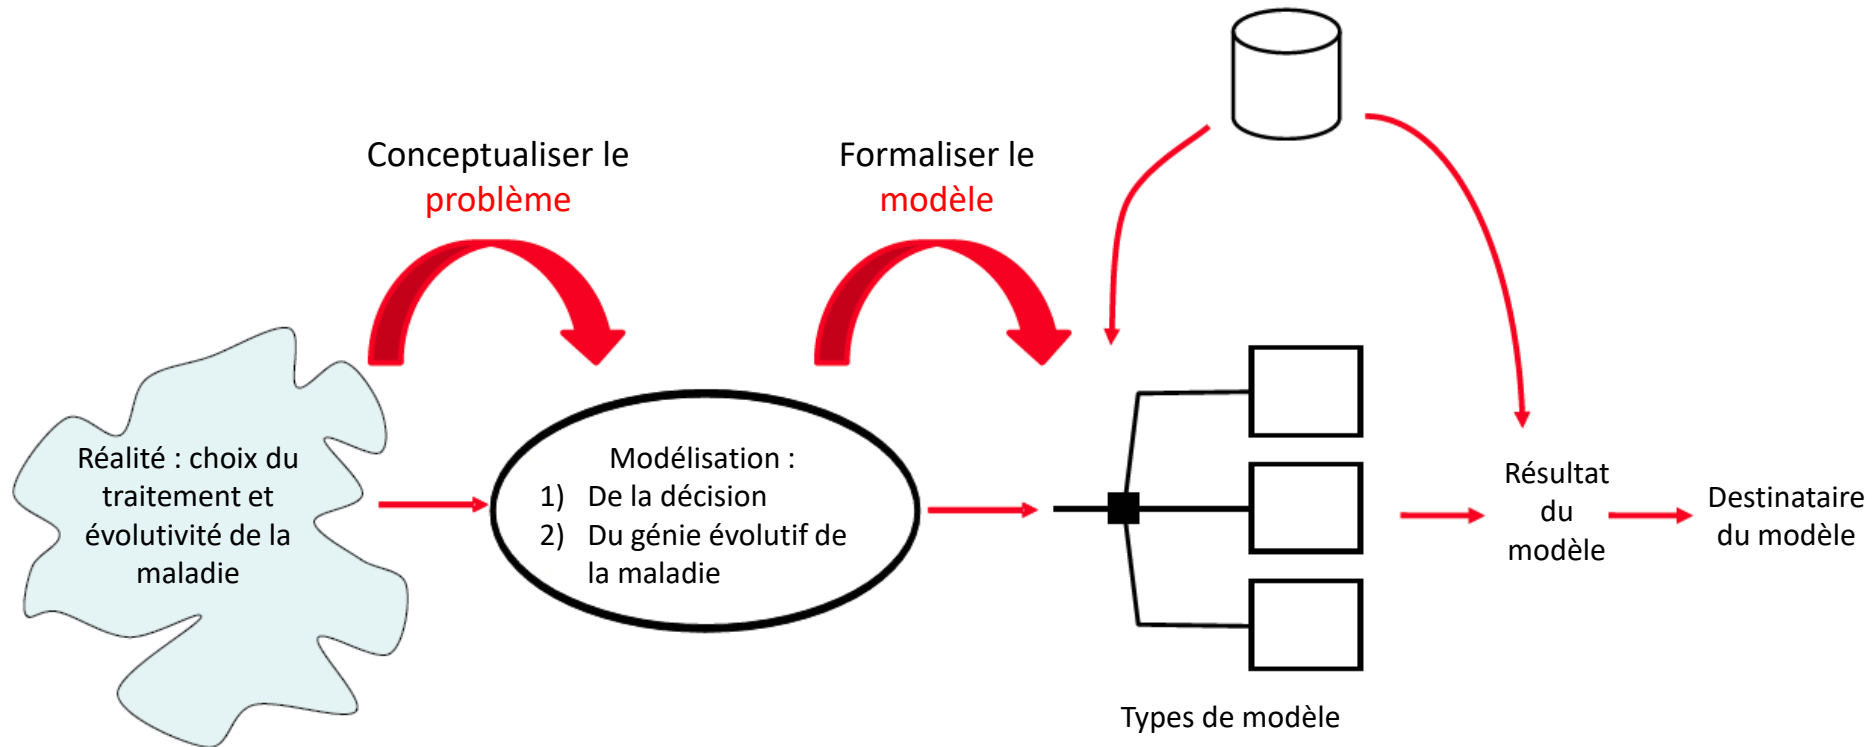 Conceptualiser le
problème
Formaliser le
modèle
Réalité : choix du
traitement et
évolutivité de la
maladie
Modélisation :
1) De la décision
2) Du génie évolutif de
la maladie
Types de modèle
Résultat
du
modèle
Destinataire
du modèle